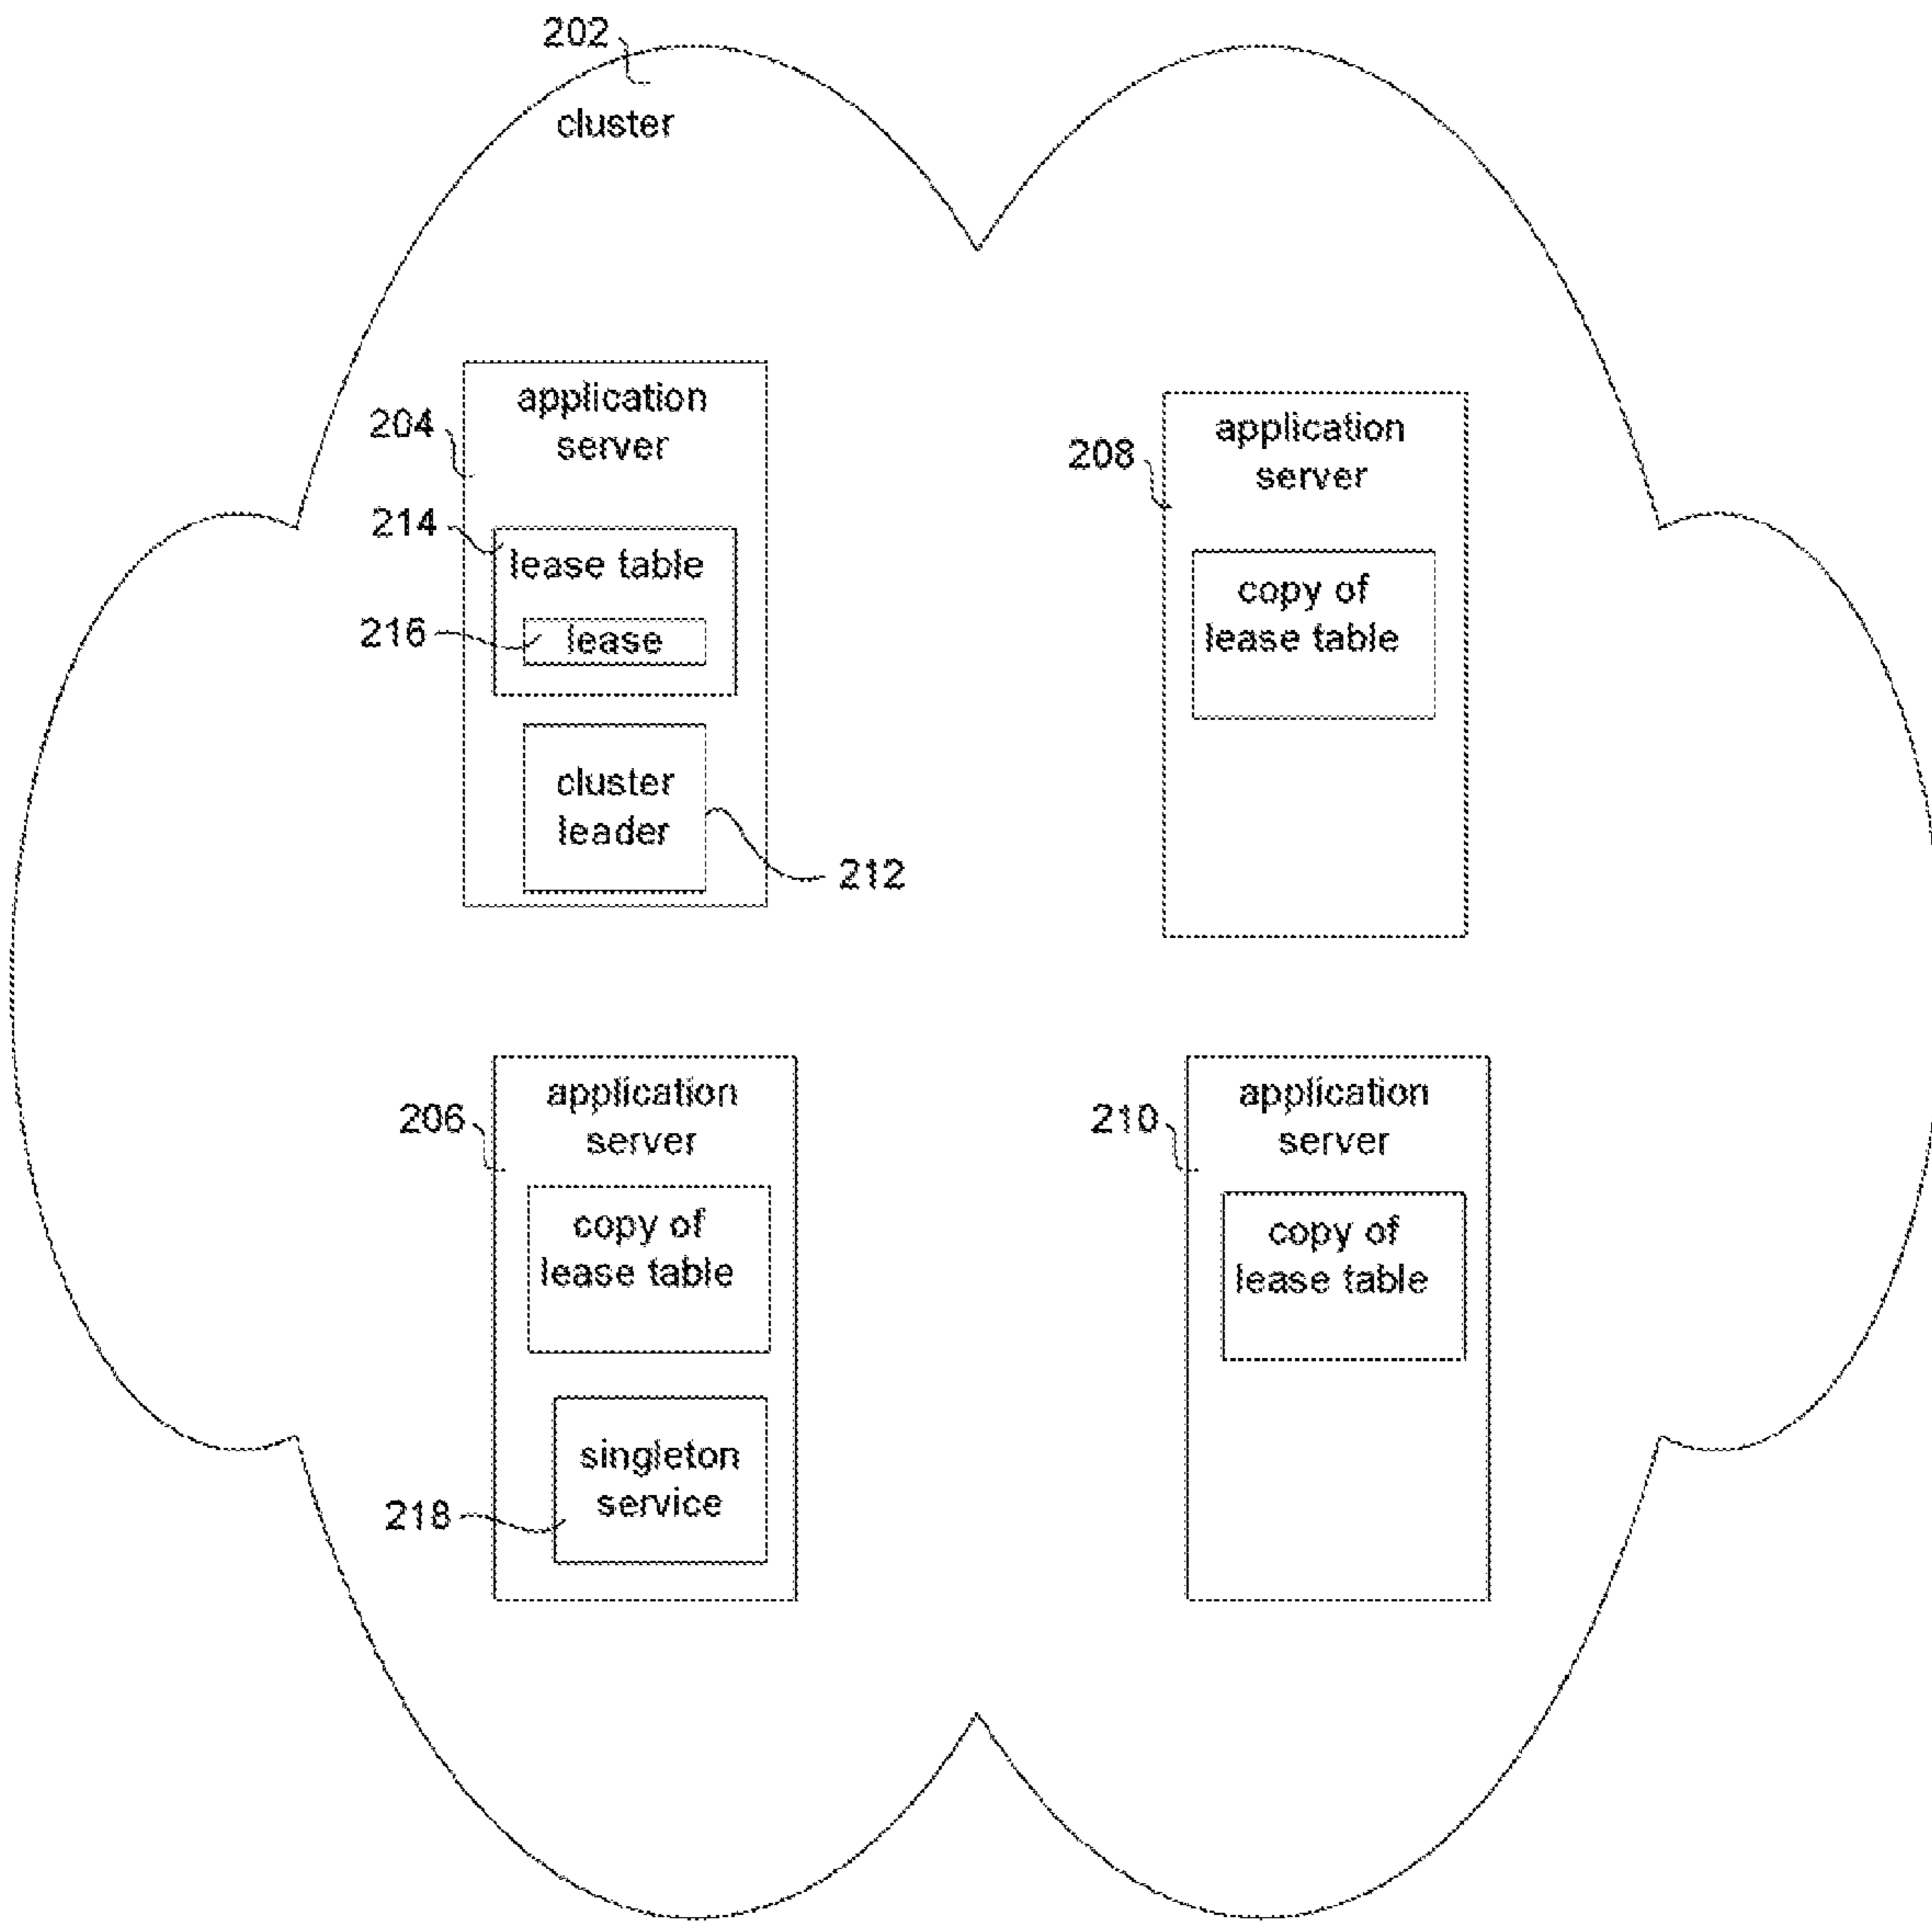 202
cluster
application
server
204
214
lease table
216
lease
cluster
leader
212
application
server
208
copy of
lease table
application
server
206
copy of
lease table
singleton
service
218
application
server
210
copy of
lease table